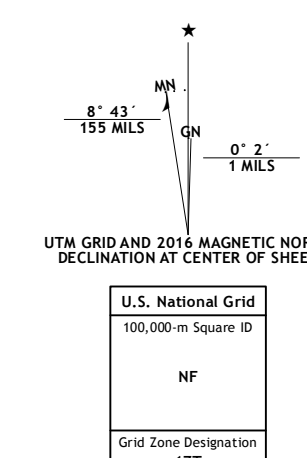 ★
MN
8° 43´
155 MILS
GN
0° 2´
1 MILS
UTM GRID AND 2016 MAGNETIC NOR
DECLINATION AT CENTER OF SHEE
U.S. National Grid
100,000-m Square ID
NF
Grid Zone Designation